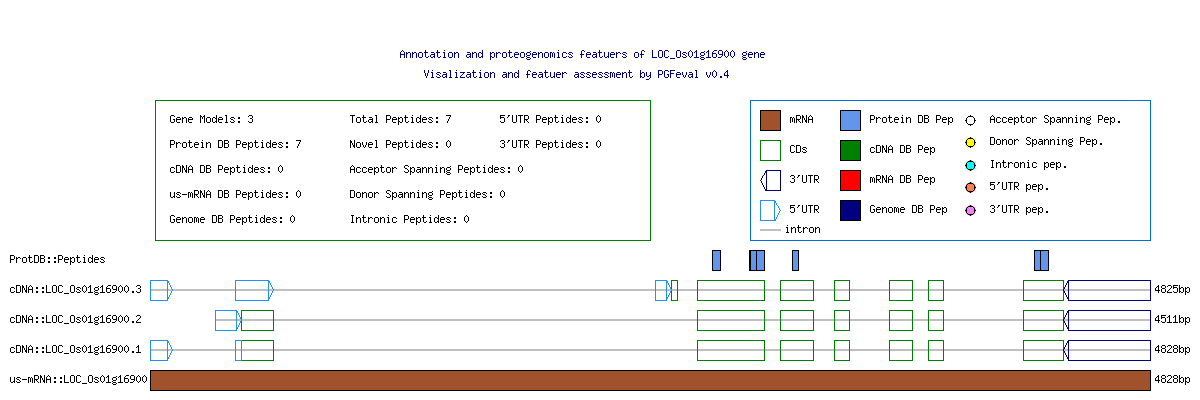 Annotation and proteogenomics featuers of LOC_Os01g16900 gene
Visalization and featuer assessment by PGFeval v0.4
Gene Models: 3 Total Peptides: 7 5'UTR Peptides: 0
Protein DB Peptides: 7 Novel Peptides: 0 3'UTR Peptides: 0
cDNA DB Peptides: 0 Acceptor Spanning Peptides: 0
us-mRNA DB Peptides: 0 Donor Spanning Peptides: 0
Genome DB Peptides: 0 Intronic Peptides: 0
mRNA Protein DB Pep Acceptor Spanning Pep.
CDs cDNA DB Pep Donor Spanning Pep.
3'UTR mRNA DB Pep Intronic pep.
5'UTR Genome DB Pep 5'UTR pep.
intron 3'UTR pep.
ProtDB::Peptides
cDNA::LOC_Os01g16900.3 4825bp
cDNA::LOC_Os01g16900.2 4511bp
cDNA::LOC_Os01g16900.1 4828bp
us-mRNA::LOC_Os01g16900 4828bp